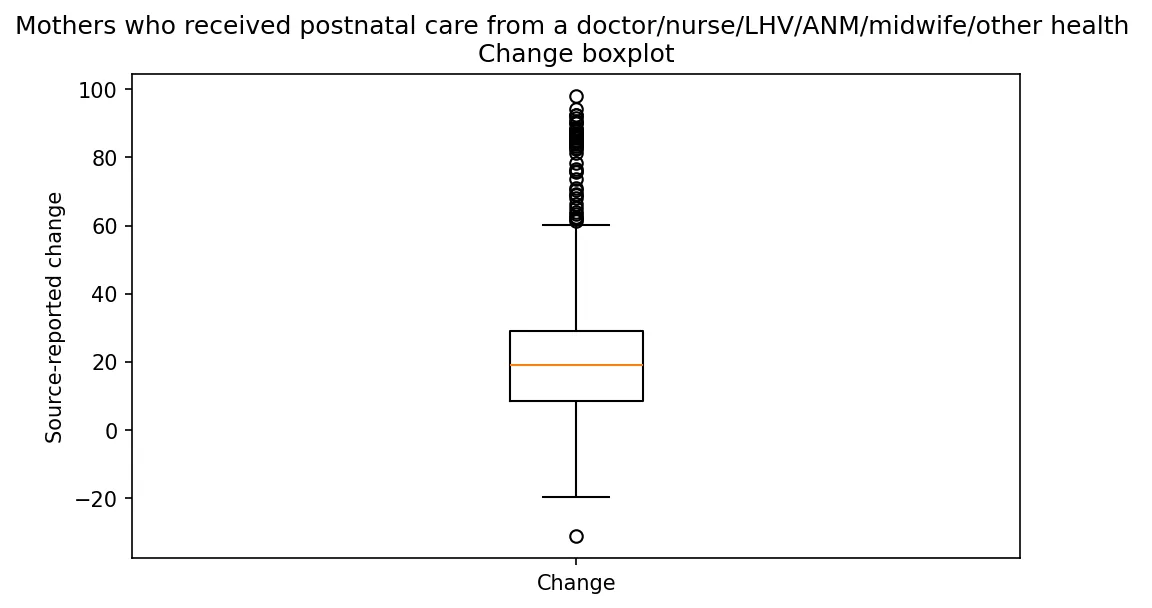 Mothers who received postnatal care from a doctor/nurse/LHV/ANM/midwife/other health
Change boxplot
100
80
60
40
20
0
−20
Source-reported change
Change